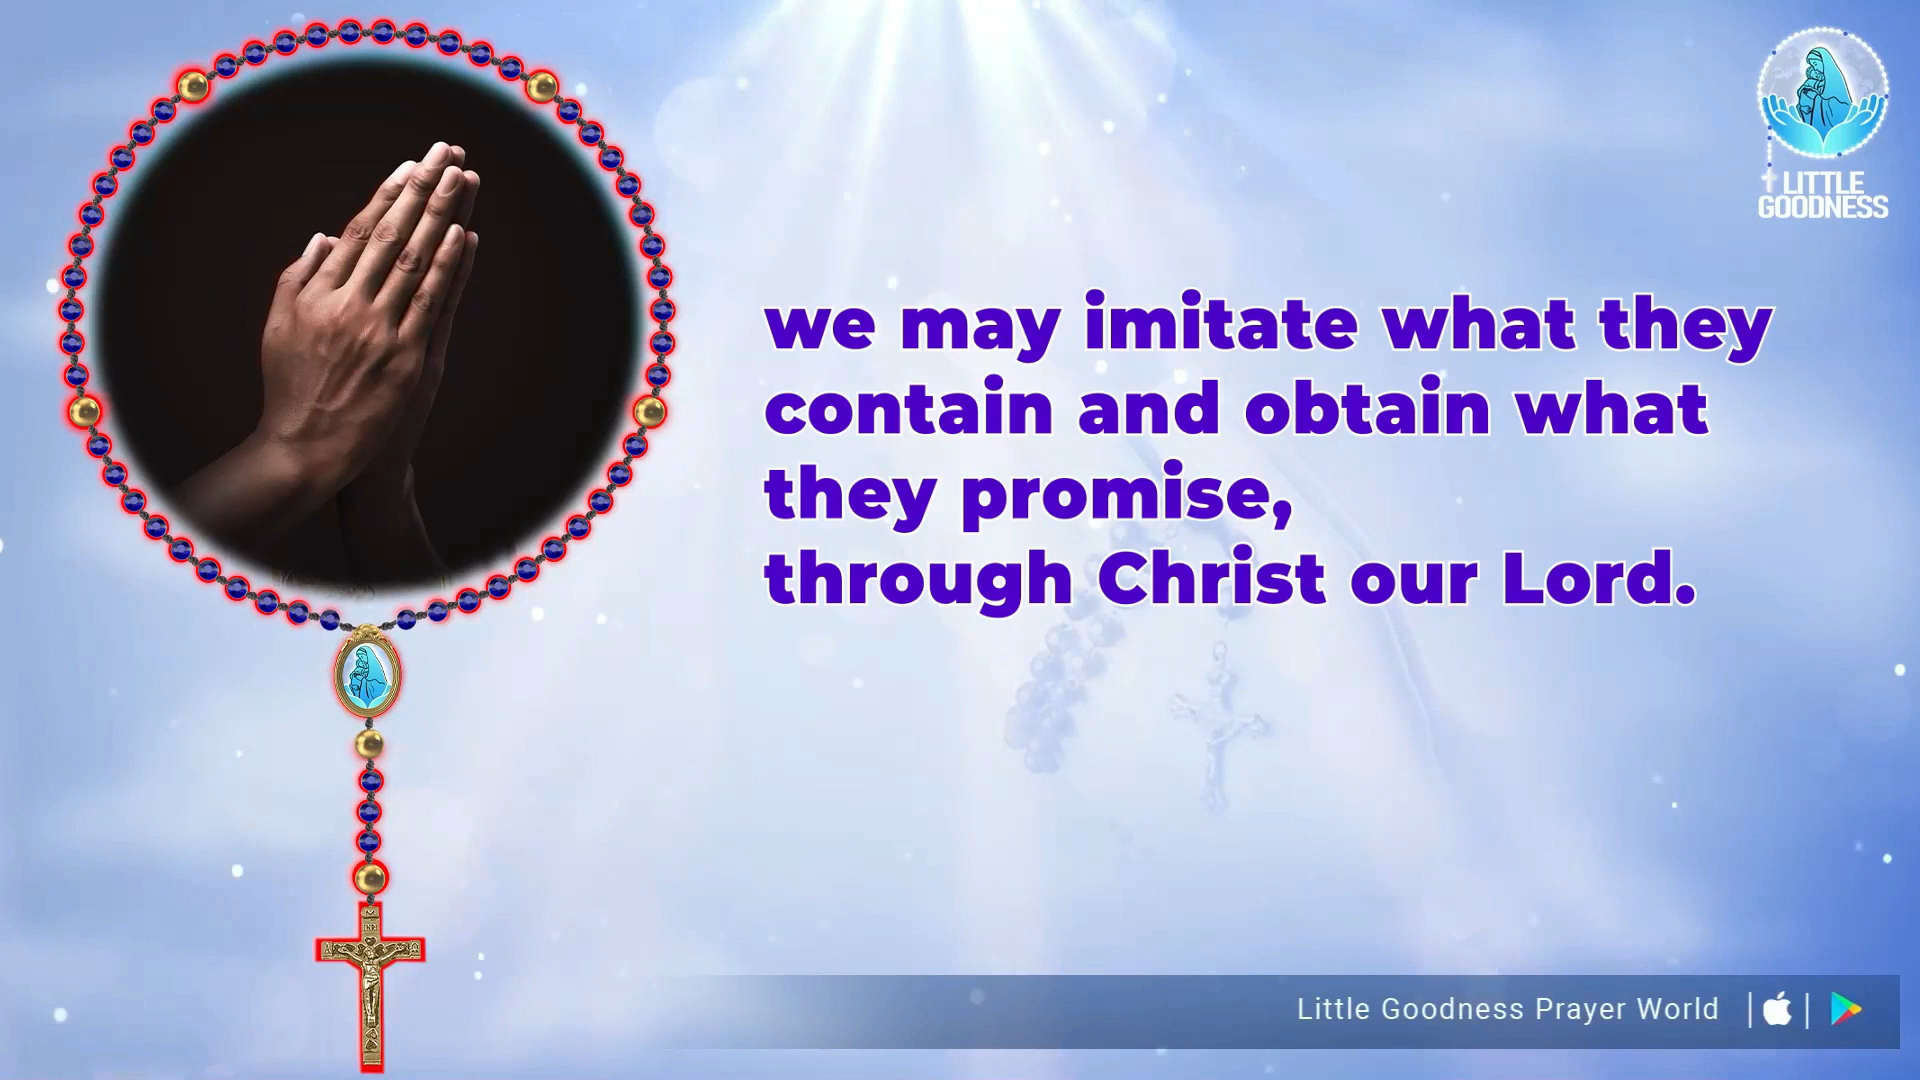 LITTLE
GOODNESS
we may imitate what they
contain and obtain what
they promise,
through Christ our Lord.
INRI
Little Goodness Prayer World